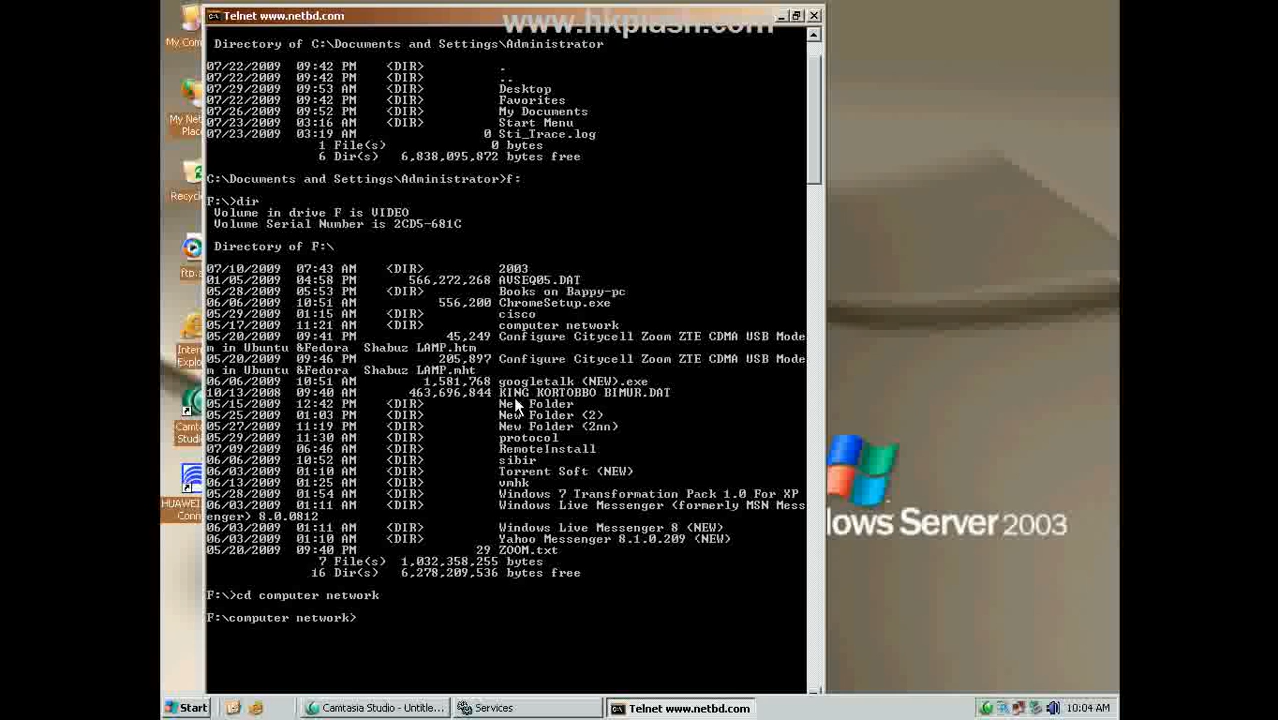 Telnet www.netbd.com
www.hkplash.com
Directory of C:\Documents and Settings\Administrator
07/22/2009 09:42 PM <DIR> .
07/22/2009 09:42 PM <DIR> ..
07/29/2009 09:53 AM <DIR> Desktop
07/22/2009 09:42 PM <DIR> Favorites
07/26/2009 09:52 PM <DIR> My Documents
07/23/2009 03:16 AM <DIR> Start Menu
07/23/2009 03:19 AM 0 Sti_Trace.log
1 File(s) 0 bytes
6 Dir(s) 6,838,095,872 bytes free
C:\Documents and Settings\Administrator>f:
F:\>dir
Volume in drive F is VIDEO
Volume Serial Number is 2CD5-681C
Directory of F:\
07/10/2009 07:43 AM <DIR> 2003
01/05/2009 04:58 PM 566,272,268 AVSEQ05.DAT
05/28/2009 05:53 PM <DIR> Books on Bappy-pc
06/06/2009 10:51 AM 556,200 ChromeSetup.exe
05/29/2009 01:15 AM <DIR> cisco
05/17/2009 11:21 AM <DIR> computer network
05/20/2009 09:41 PM 45,249 Configure Citycell Zoom ZTE CDMA USB Mode
m in Ubuntu &Fedora Shabuz LAMP.htm
05/20/2009 09:46 PM 205,897 Configure Citycell Zoom ZTE CDMA USB Mode
m in Ubuntu &Fedora Shabuz LAMP.mht
06/06/2009 10:51 AM 1,581,768 googletalk (NEW).exe
10/13/2008 09:40 AM 463,696,844 KING KORTOBBO BIMUR.DAT
05/15/2009 12:42 PM <DIR> New Folder
05/25/2009 01:03 PM <DIR> New Folder (2)
05/27/2009 11:19 PM <DIR> New Folder (2nn)
05/29/2009 11:30 AM <DIR> protocol
07/09/2009 06:46 AM <DIR> RemoteInstall
06/06/2009 10:52 AM <DIR> sibir
06/03/2009 01:10 AM <DIR> Torrent Soft (NEW)
06/13/2009 01:25 AM <DIR> vmhk
05/28/2009 01:54 AM <DIR> Windows 7 Transformation Pack 1.0 For XP
06/03/2009 01:11 AM <DIR> Windows Live Messenger (formerly MSN Mess
enger) 8.0.0812
06/03/2009 01:11 AM <DIR> Windows Live Messenger 8 (NEW)
06/03/2009 01:10 AM <DIR> Yahoo Messenger 8.1.0.209 (NEW)
05/20/2009 09:40 PM 29 ZOOM.txt
7 File(s) 1,032,358,255 bytes
16 Dir(s) 6,278,209,536 bytes free
F:\>cd computer network
F:\computer network>
My Com
My Net
Place
Recyc
ftp.
Inter
Explo
Camta
Studio
HUAWEI
Conn
dows Server 2003
Start
Camtasia Studio - Untitle...
Services
Telnet www.netbd.com
10:04 AM